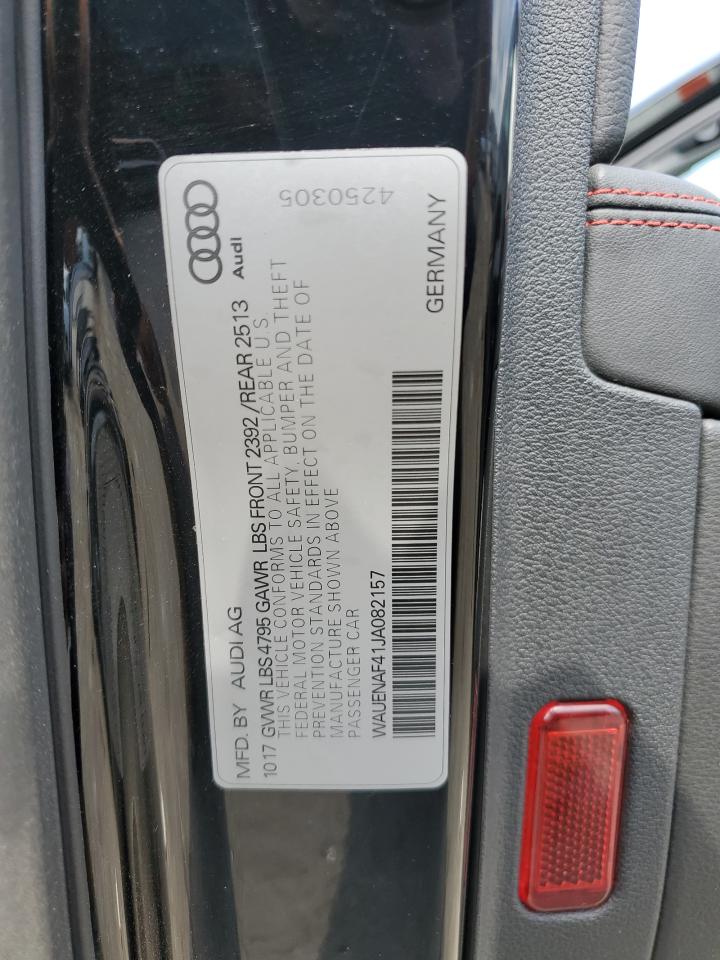 MFD. BY AUDI AG
Audi
1017 GVWR LBS 4795 GAWR LBS FRONT 2392 /REAR 2513
THIS VEHICLE CONFORMS TO ALL APPLICABLE U.S.
FEDERAL MOTOR VEHICLE SAFETY, BUMPER AND THEFT
PREVENTION STANDARDS IN EFFECT ON THE DATE OF
MANUFACTURE SHOWN ABOVE
PASSENGER CAR
WAUENAF41JA082157
4250305
GERMANY